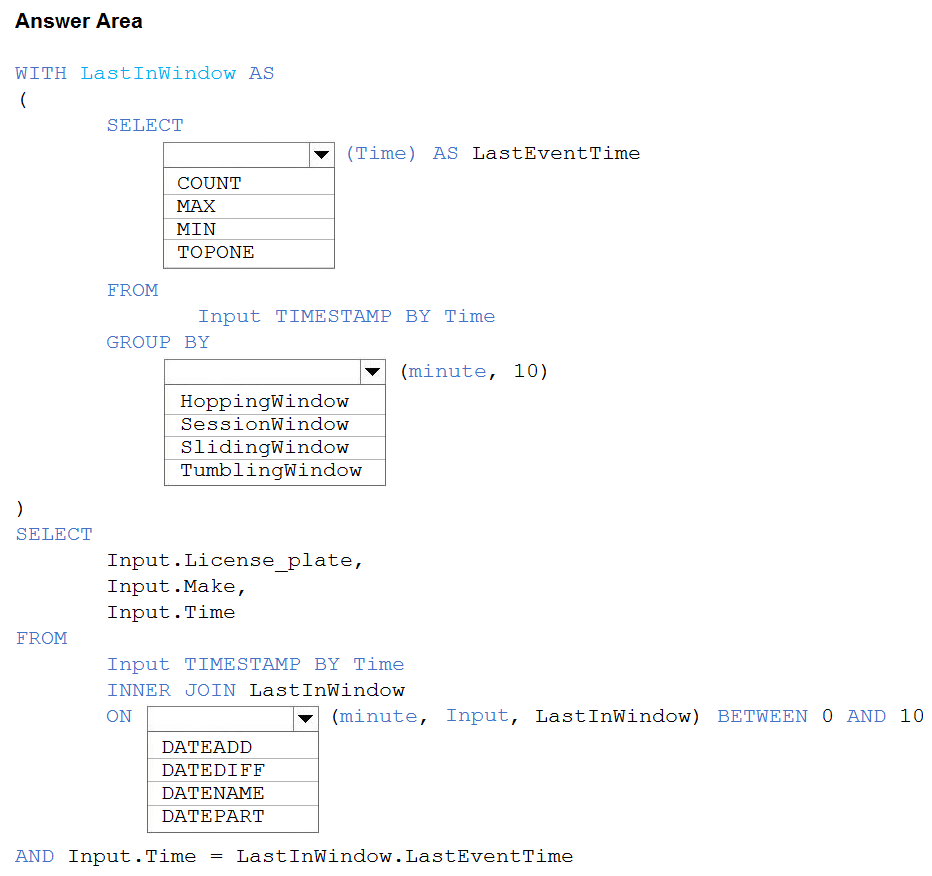 Answer Area
WITH LastInWindow AS
(
SELECT
(Time) AS LastEventTime
COUNT
MAX
MIN
TOPONE
FROM
Input TIMESTAMP BY Time
GROUP BY
(minute, 10)
HoppingWindow
SessionWindow
SlidingWindow
TumblingWindow
)
SELECT
Input.License_plate,
Input.Make,
Input.Time
FROM
Input TIMESTAMP BY Time
INNER JOIN LastInWindow
ON (minute, Input, LastInWindow) BETWEEN 0 AND 10
DATEADD
DATEDIFF
DATENAME
DATEPART
AND Input.Time = LastInWindow.LastEventTime